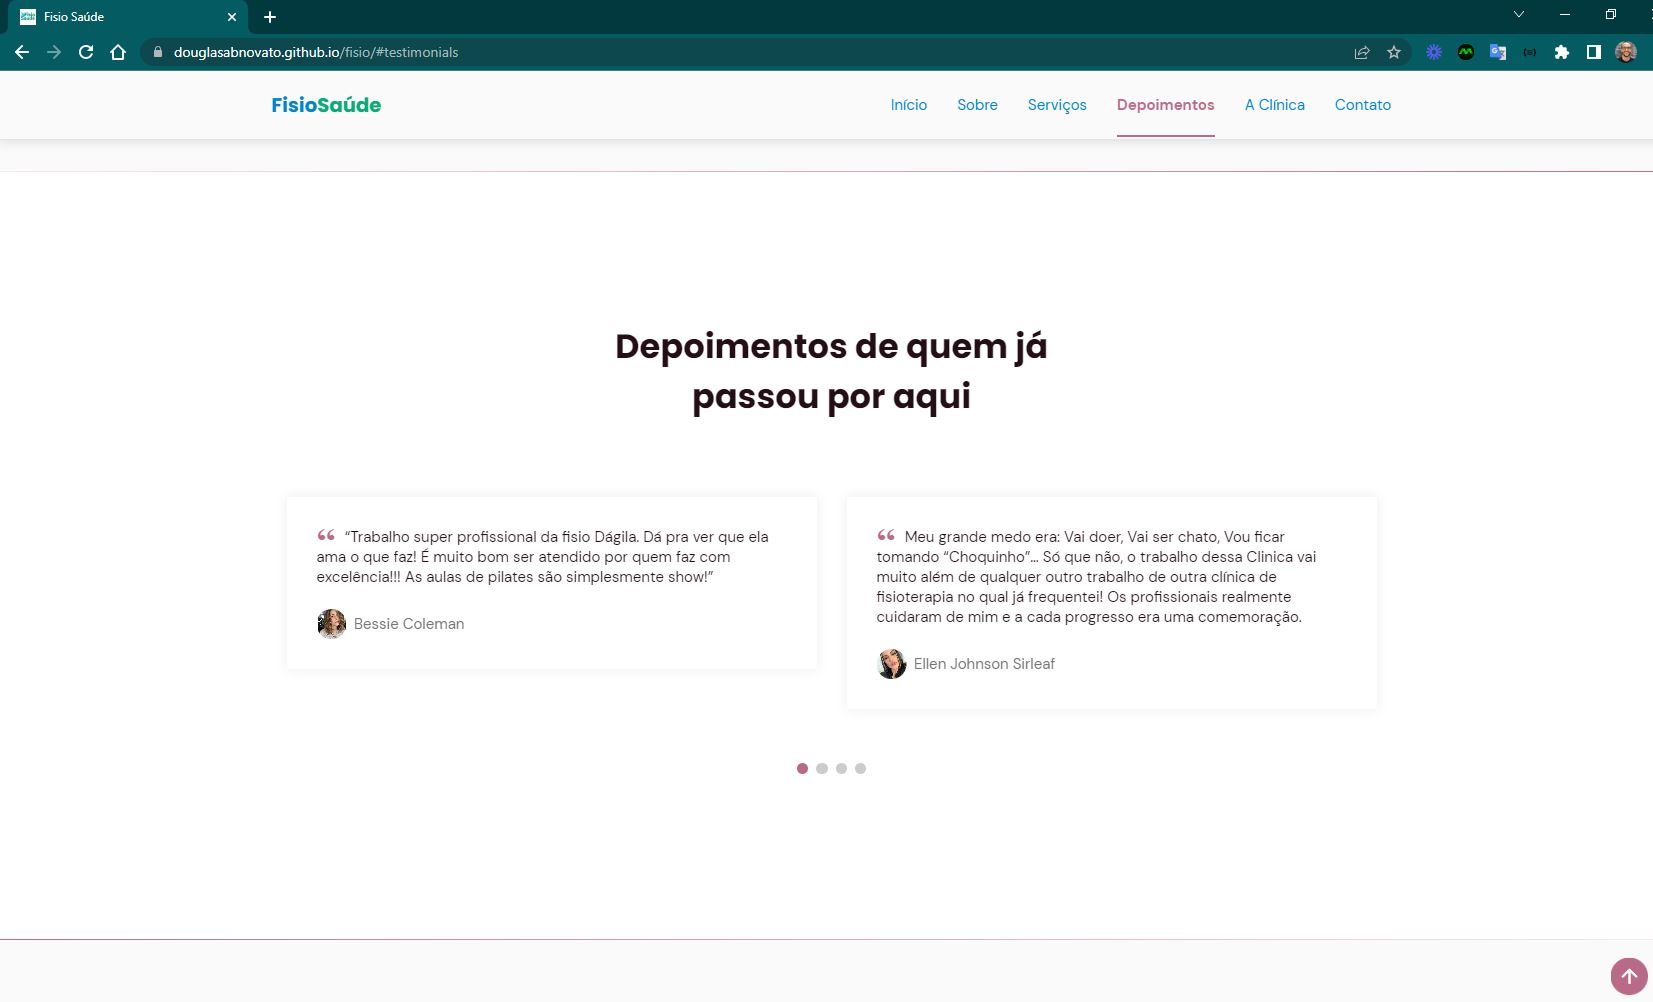 Fisio Saúde
douglasabnovato.github.io/fisio/#testimonials
FisioSaúde
Início Sobre Serviços Depoimentos A Clínica Contato
Depoimentos de quem já
passou por aqui
“ “Trabalho super profissional da fisio Dágila. Dá pra ver que ela
ama o que faz! É muito bom ser atendido por quem faz com
excelência!!! As aulas de pilates são simplesmente show!”
Bessie Coleman
“ Meu grande medo era: Vai doer, Vai ser chato, Vou ficar
tomando “Choquinho”... Só que não, o trabalho dessa Clinica vai
muito além de qualquer outro trabalho de outra clínica de
fisioterapia no qual já frequentei! Os profissionais realmente
cuidaram de mim e a cada progresso era uma comemoração.
Ellen Johnson Sirleaf